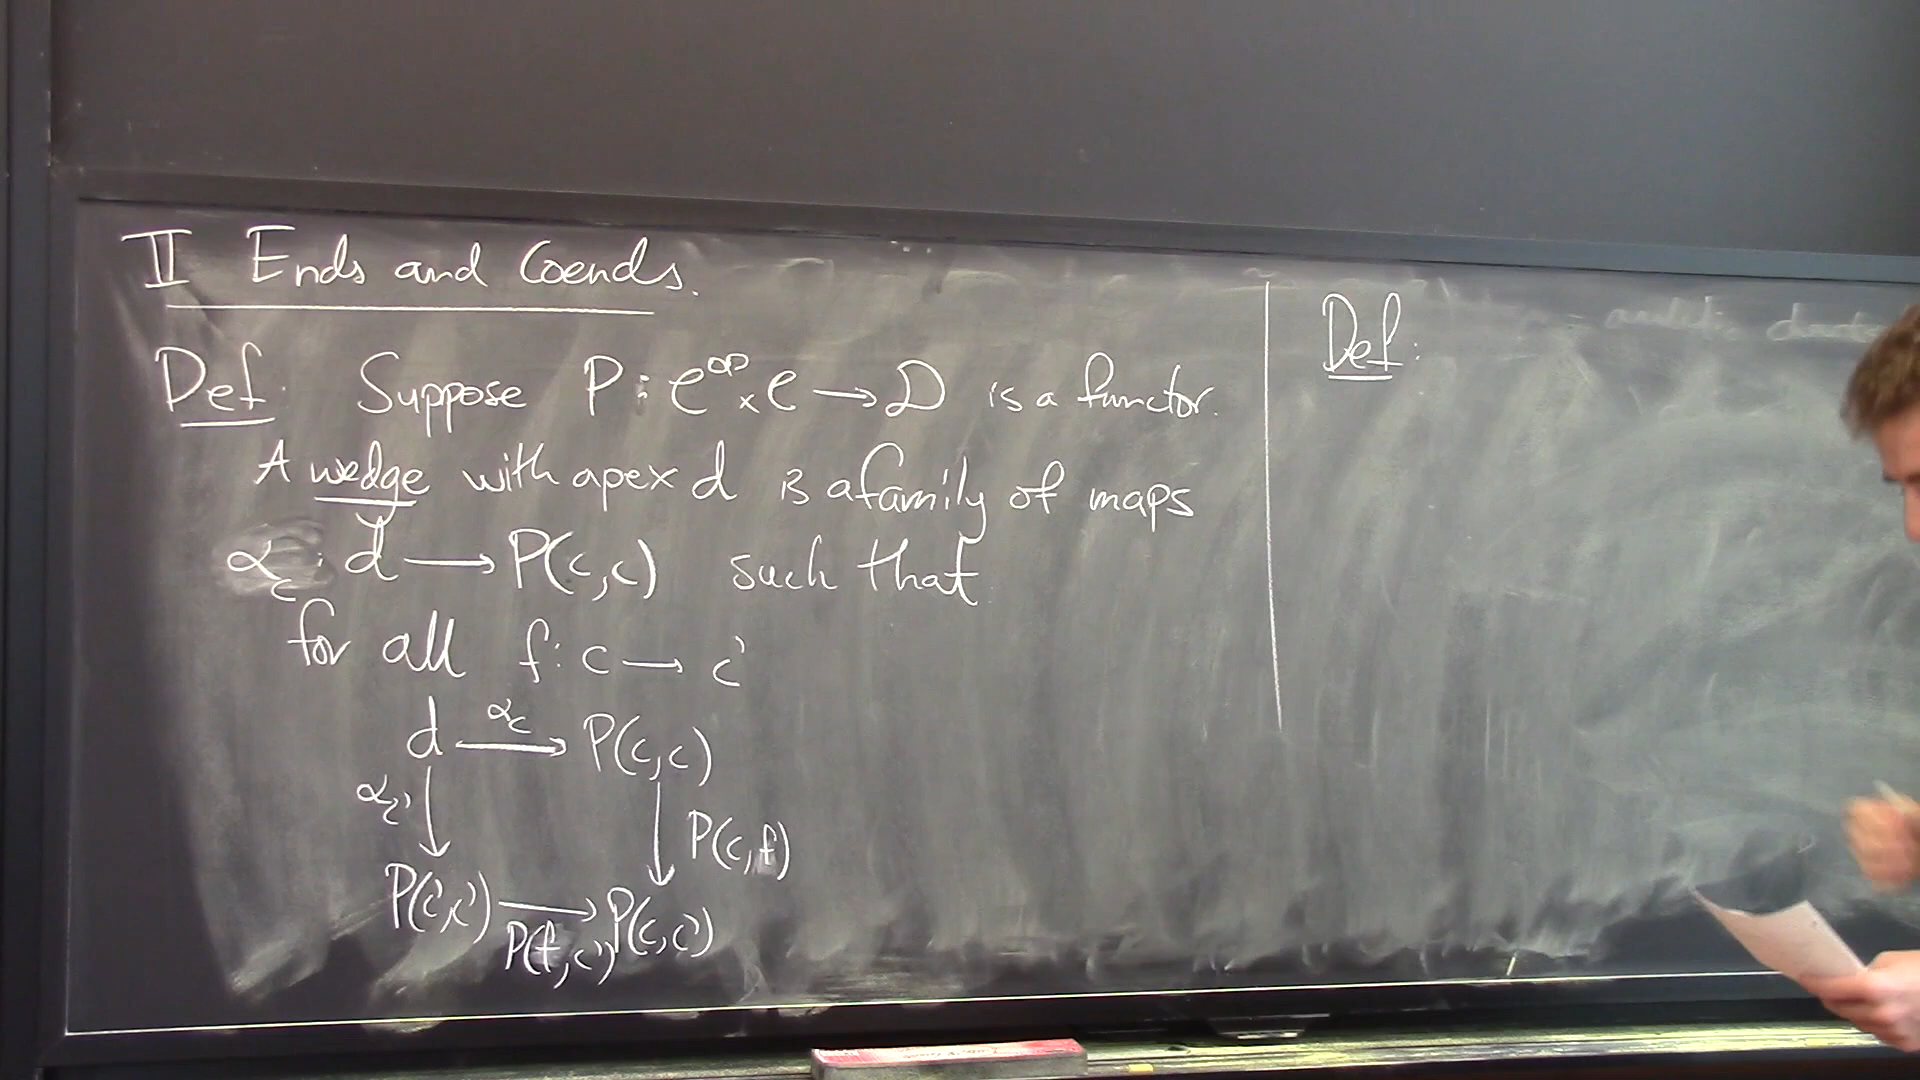 II Ends and Coends.
Def: Suppose P : C^op × C → D is a functor.
A wedge with apex d is a family of maps
α_c : d → P(c,c) such that
for all f: c → c'
d α_c→ P(c,c)
α_c' ↓ ↓ P(c,f)
P(c',c') → P(c,c')
P(f,c')
Def: